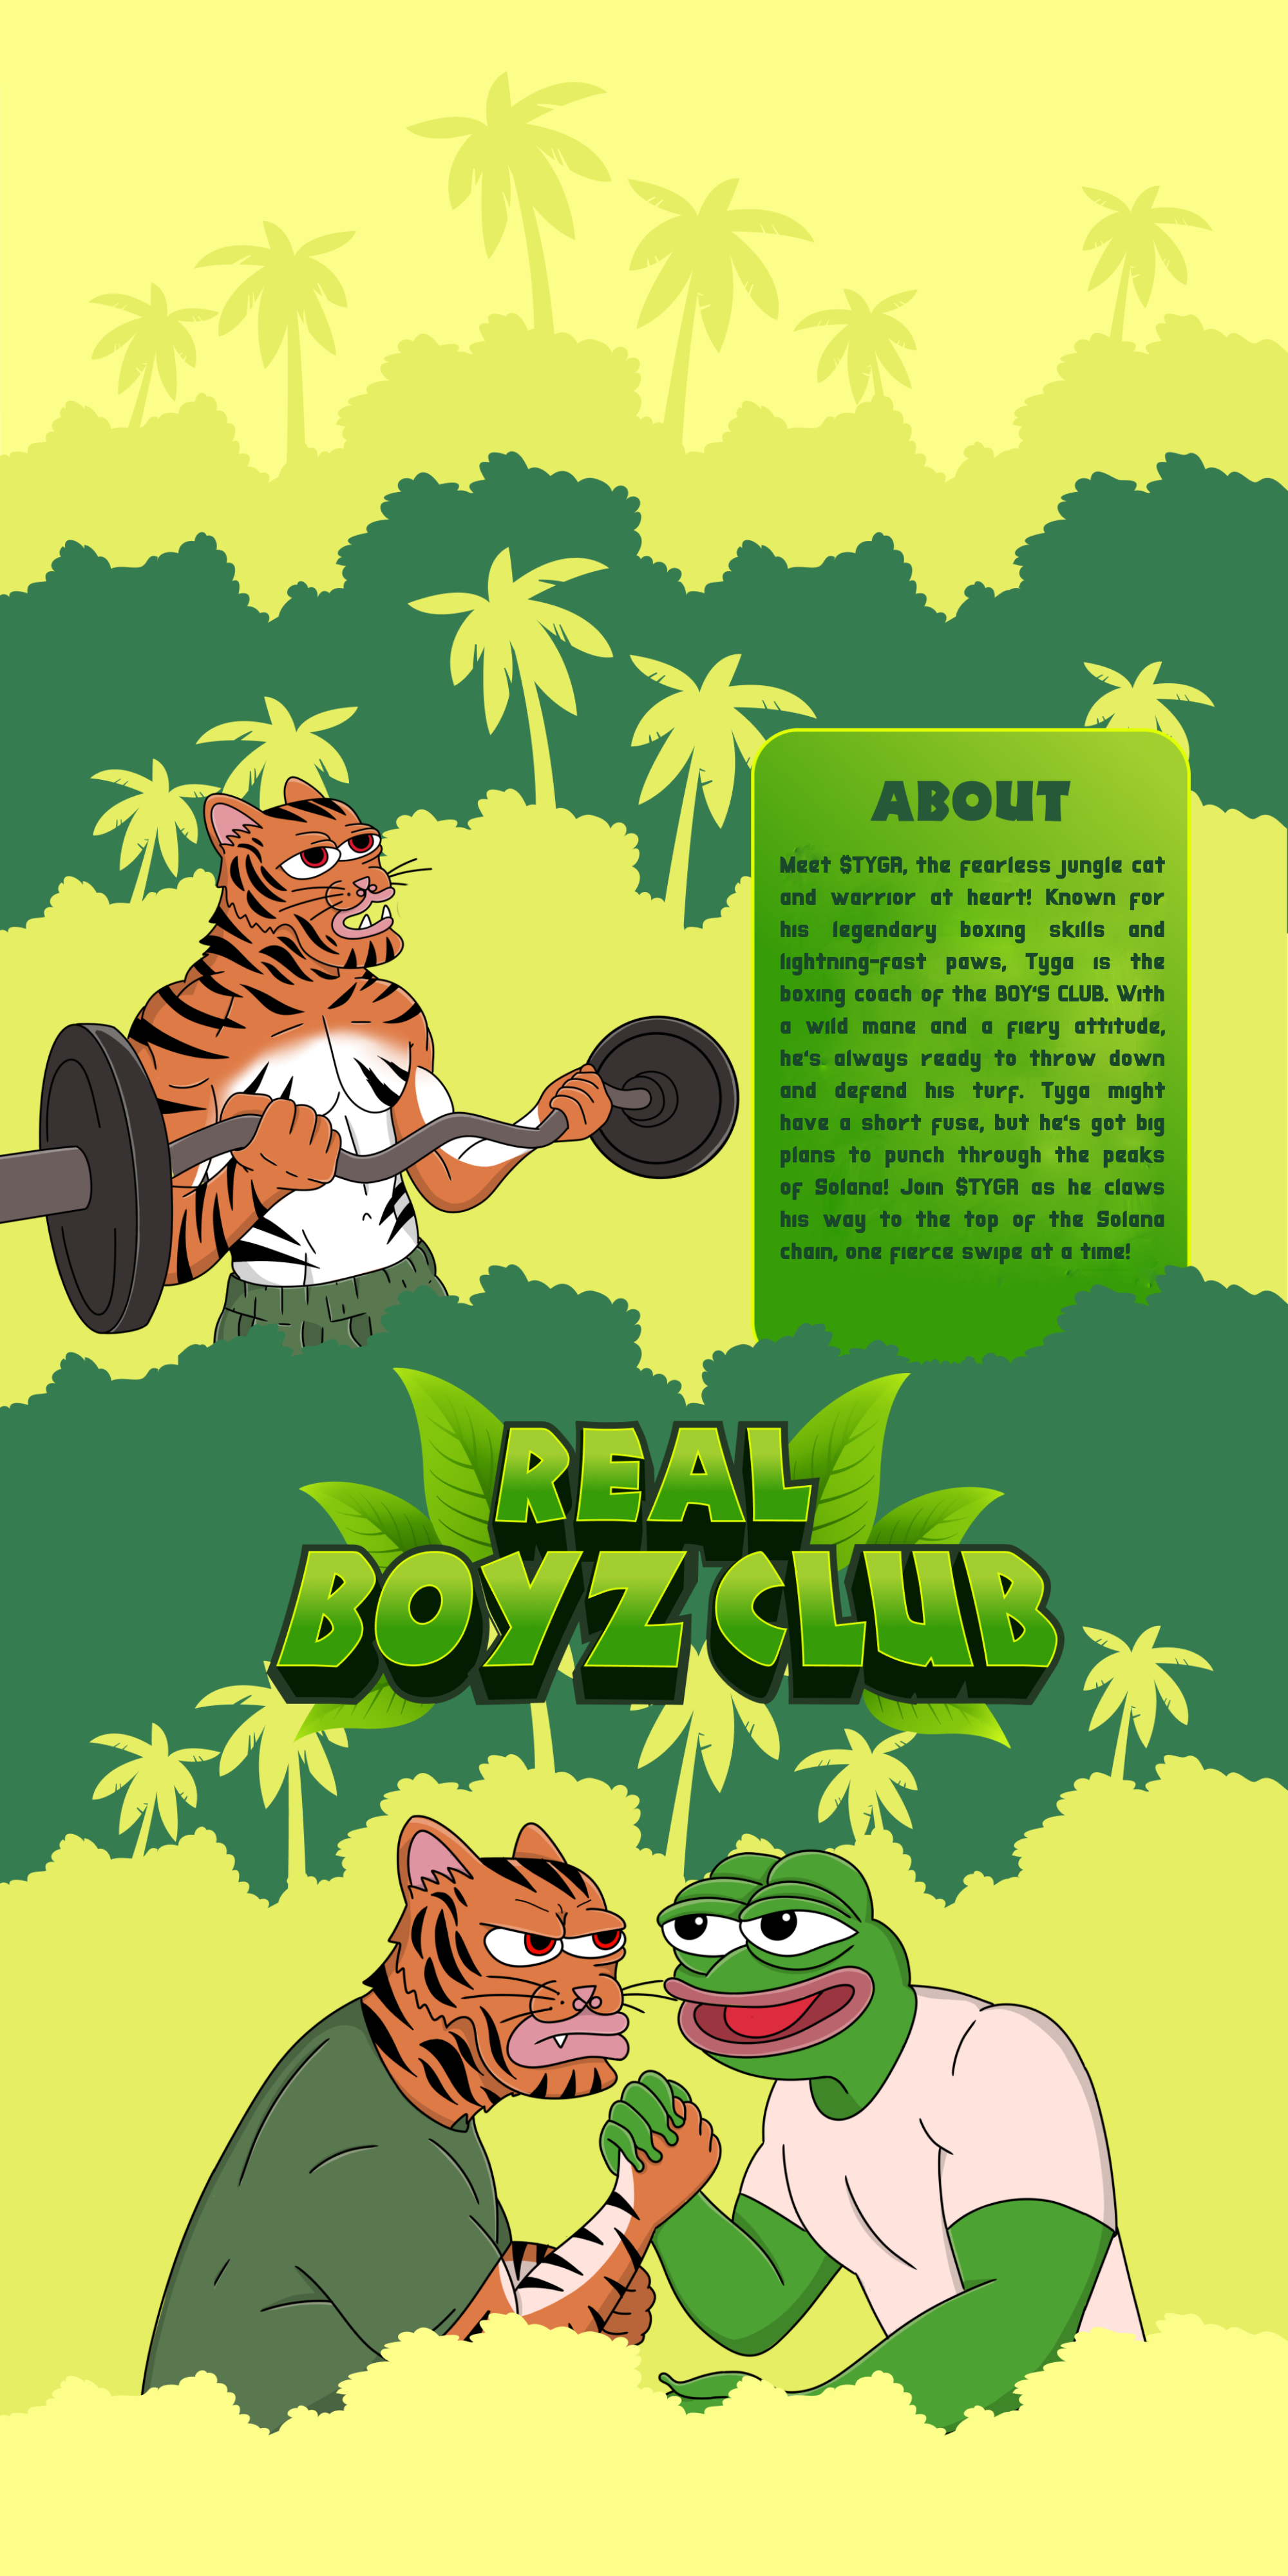 ABOUT
Meet $TYGR, the fearless jungle cat
and warrior at heart! Known for
his legendary boxing skills and
lightning-fast paws, Tyga is the
boxing coach of the BOY'S CLUB. With
a wild mane and a fiery attitude,
he's always ready to throw down
and defend his turf. Tyga might
have a short fuse, but he's got big
plans to punch through the peaks
of Solana! Join $TYGR as he claws
his way to the top of the Solana
chain, one fierce swipe at a time!
REAL
BOYZ CLUB